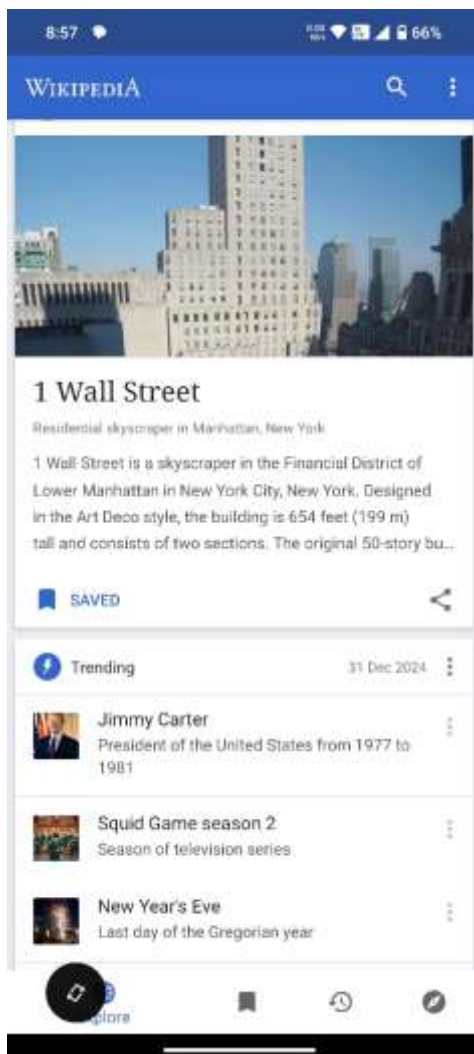 8:57
66%
WIKIPEDIA
1 Wall Street
Residential skyscraper in Manhattan, New York
1 Wall Street is a skyscraper in the Financial District of
Lower Manhattan in New York City, New York. Designed
in the Art Deco style, the building is 654 feet (199 m)
tall and consists of two sections. The original 50-story bu...
SAVED
Trending 31 Dec 2024
Jimmy Carter
President of the United States from 1977 to
1981
Squid Game season 2
Season of television series
New Year's Eve
Last day of the Gregorian year